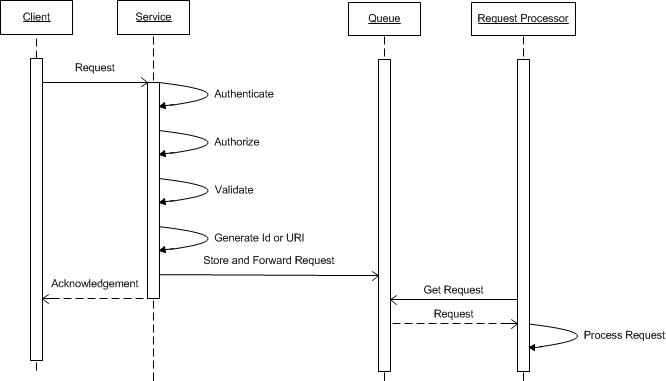 Client
Service
Queue
Request Processor
Request
Authenticate
Authorize
Validate
Generate Id or URI
Store and Forward Request
Acknowledgement
Get Request
Request
Process Request